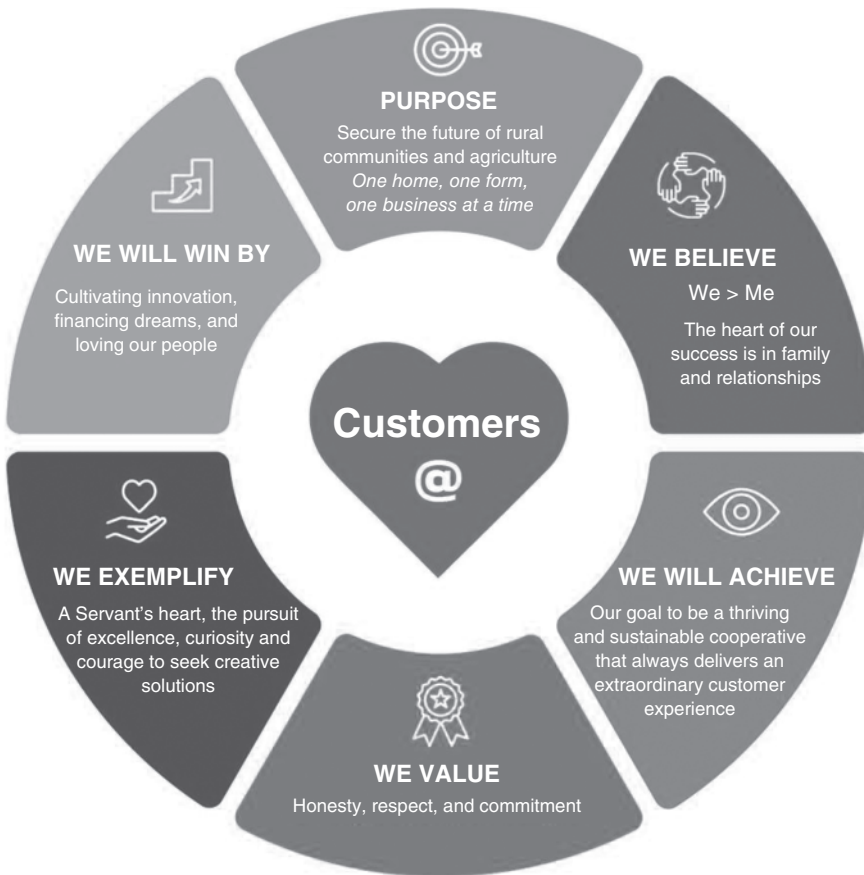 PURPOSE
Secure the future of rural
communities and agriculture
One home, one form,
one business at a time
WE BELIEVE
We > Me
The heart of our
success is in family
and relationships
WE WILL ACHIEVE
Our goal to be a thriving
and sustainable cooperative
that always delivers an
extraordinary customer
experience
WE VALUE
Honesty, respect, and commitment
WE EXEMPLIFY
A Servant's heart, the pursuit
of excellence, curiosity and
courage to seek creative
solutions
WE WILL WIN BY
Cultivating innovation,
financing dreams, and
loving our people
Customers
@